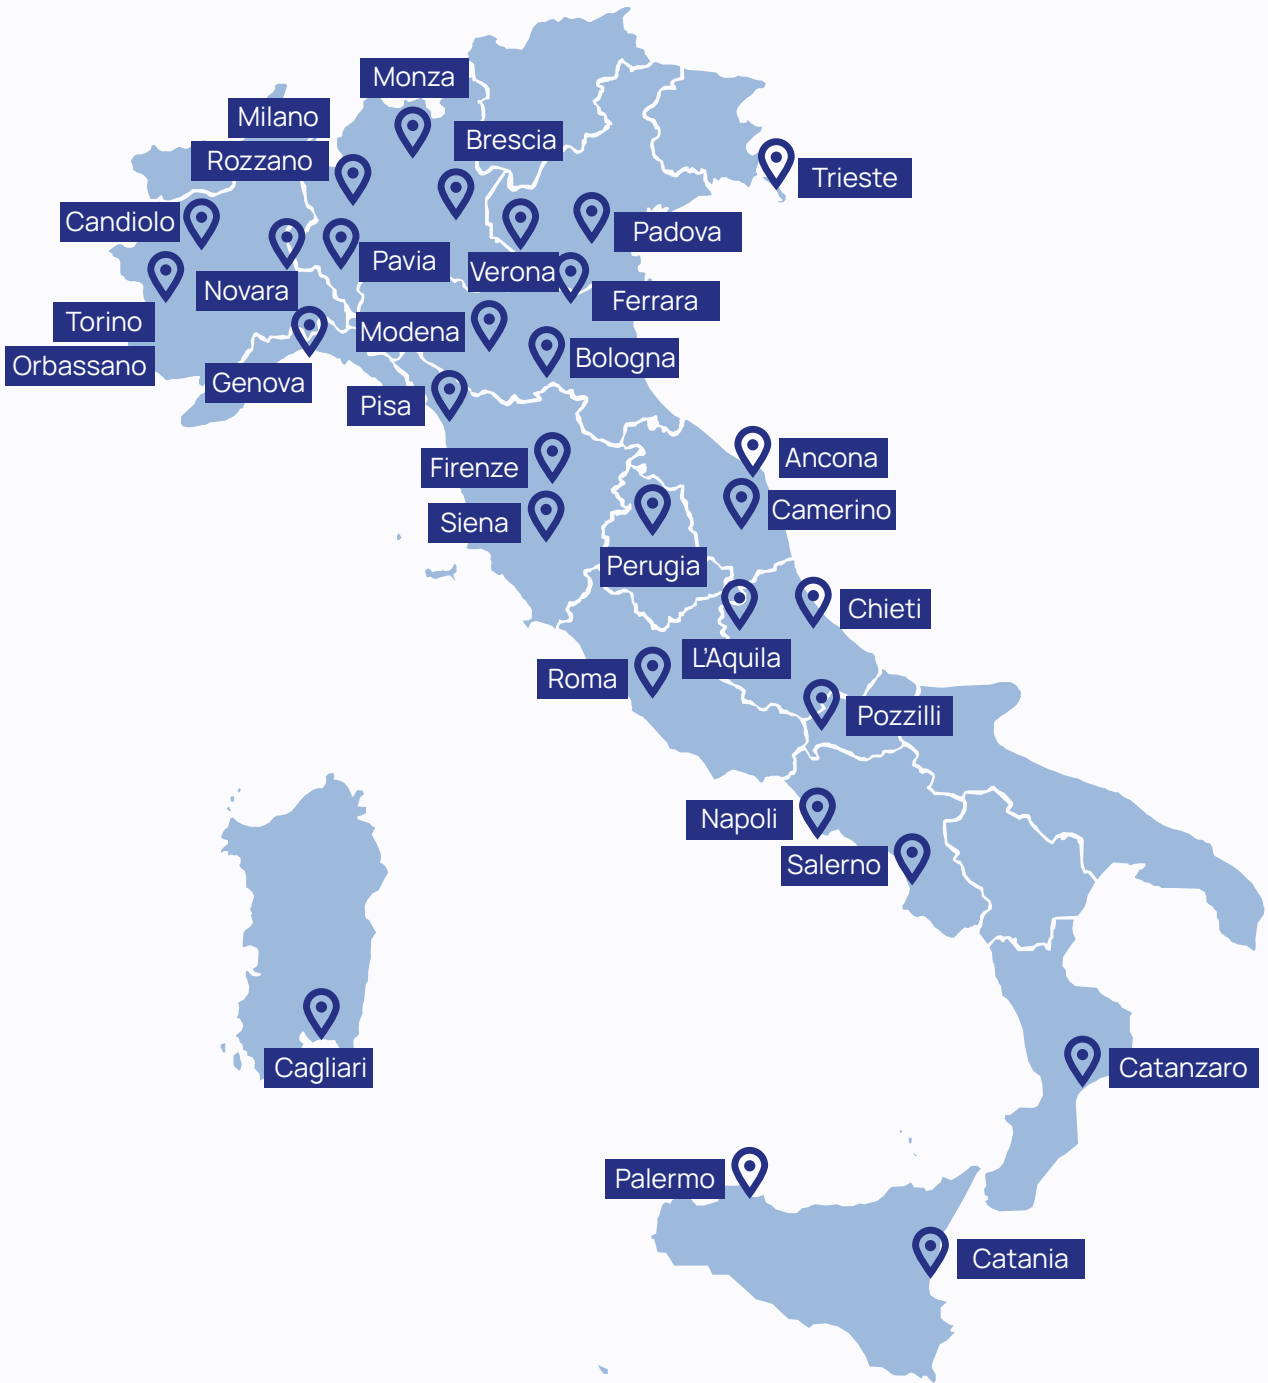 Monza
Milano
Brescia
Rozzano
Trieste
Candiolo
Padova
Pavia
Verona
Novara
Ferrara
Torino
Modena
Bologna
Orbassano
Genova
Pisa
Ancona
Firenze
Camerino
Siena
Perugia
Chieti
L'Aquila
Roma
Pozzilli
Napoli
Salerno
Cagliari
Catanzaro
Palermo
Catania